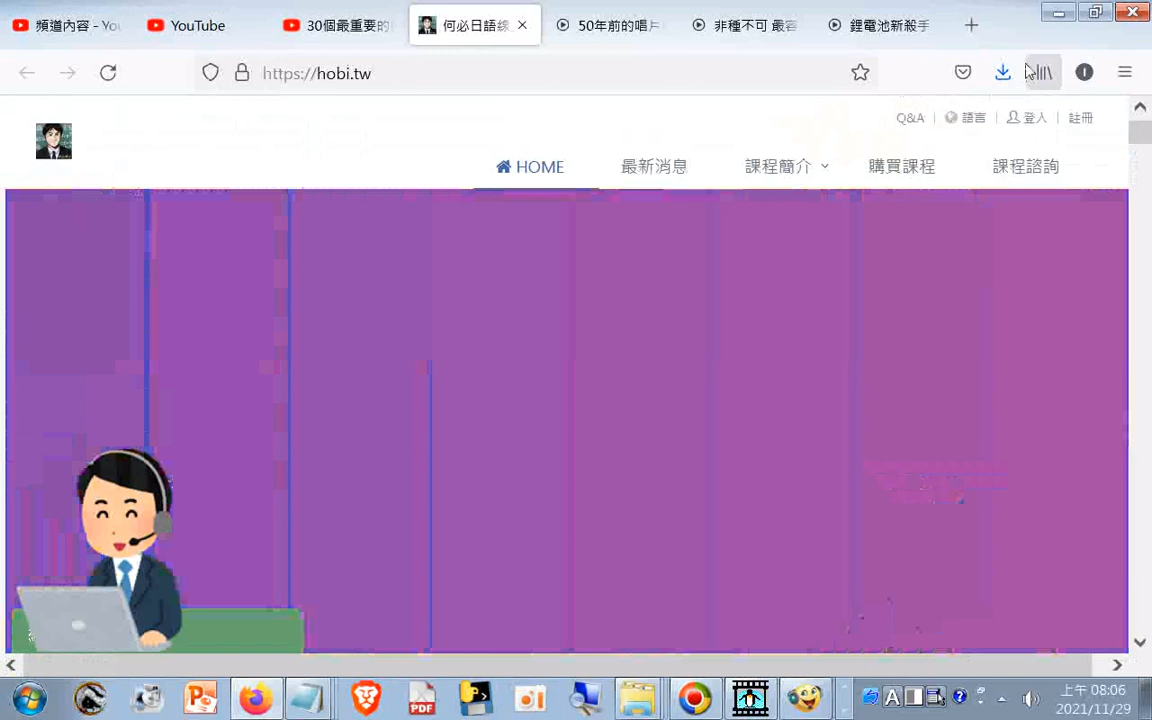 頻道內容 - You
YouTube
30個最重要的
何必日語線
50年前的唱片
非種不可 最容
鋰電池新殺手
https://hobi.tw
Q&A
語言
登入
註冊
HOME
最新消息
課程簡介
購買課程
課程諮詢
PDF
A
上午 08:06
2021/11/29